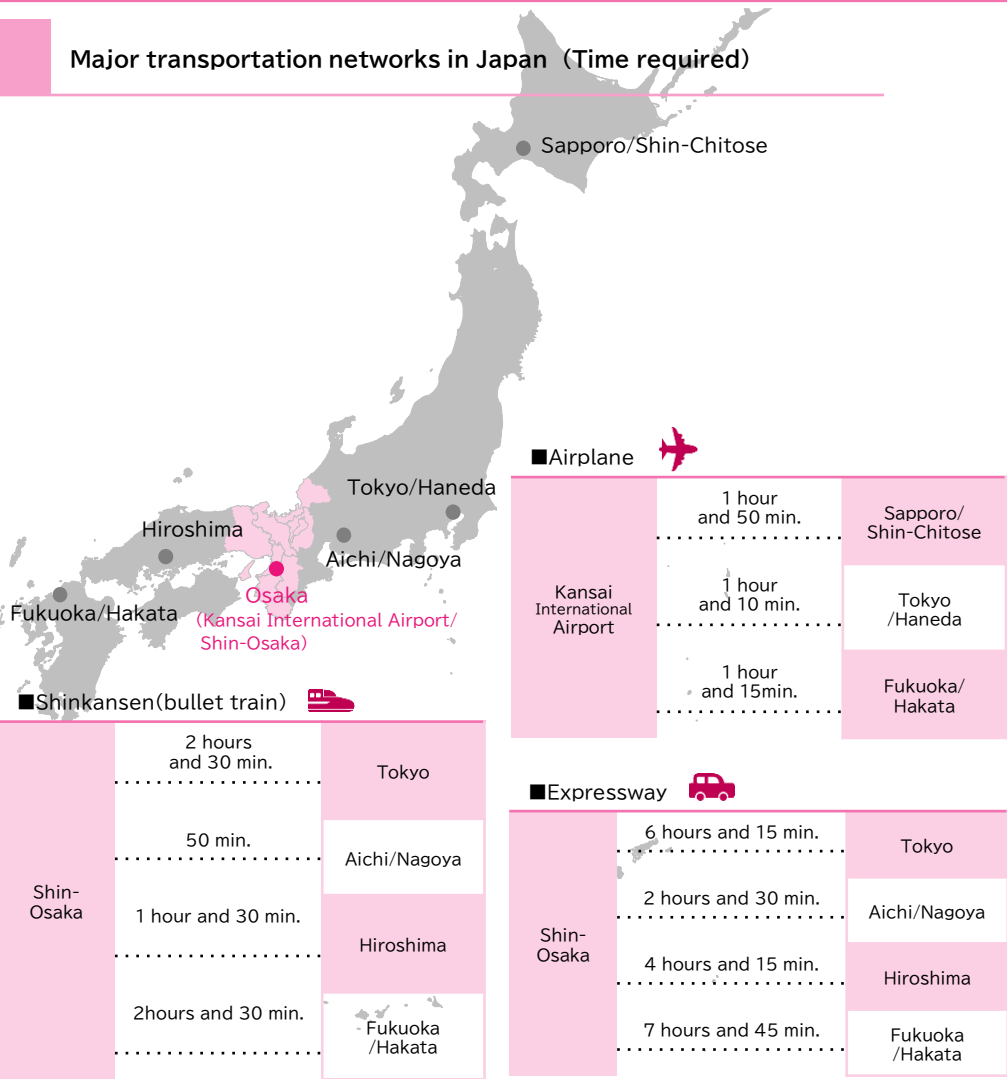 Major transportation networks in Japan（Time required）
Sapporo/Shin-Chitose
Tokyo/Haneda
Hiroshima
Aichi/Nagoya
Osaka
Fukuoka/Hakata
（Kansai International Airport/
Shin-Osaka）
■Airplane
Kansai
International
Airport
1 hour
and 50 min.
Sapporo/
Shin-Chitose
1 hour
and 10 min.
Tokyo
/Haneda
1 hour
and 15min.
Fukuoka/
Hakata
■Shinkansen(bullet train）
Shin-
Osaka
2 hours
and 30 min.
Tokyo
50 min.
Aichi/Nagoya
1 hour and 30 min.
Hiroshima
2hours and 30 min.
Fukuoka
/Hakata
■Expressway
Shin-
Osaka
6 hours and 15 min.
Tokyo
2 hours and 30 min.
Aichi/Nagoya
4 hours and 15 min.
Hiroshima
7 hours and 45 min.
Fukuoka
/Hakata